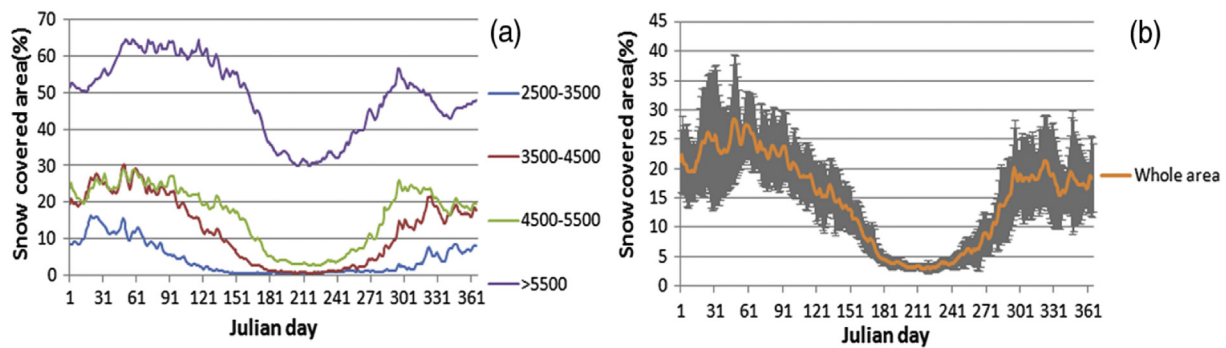 (a)
Snow covered area(%)
70
60
50
40
30
20
10
0
1 31 61 91 121 151 181 211 241 271 301 331 361
Julian day
2500-3500
3500-4500
4500-5500
>5500
(b)
Snow covered area(%)
45
40
35
30
25
20
15
10
5
0
1 31 61 91 121 151 181 211 241 271 301 331 361
Julian day
Whole area